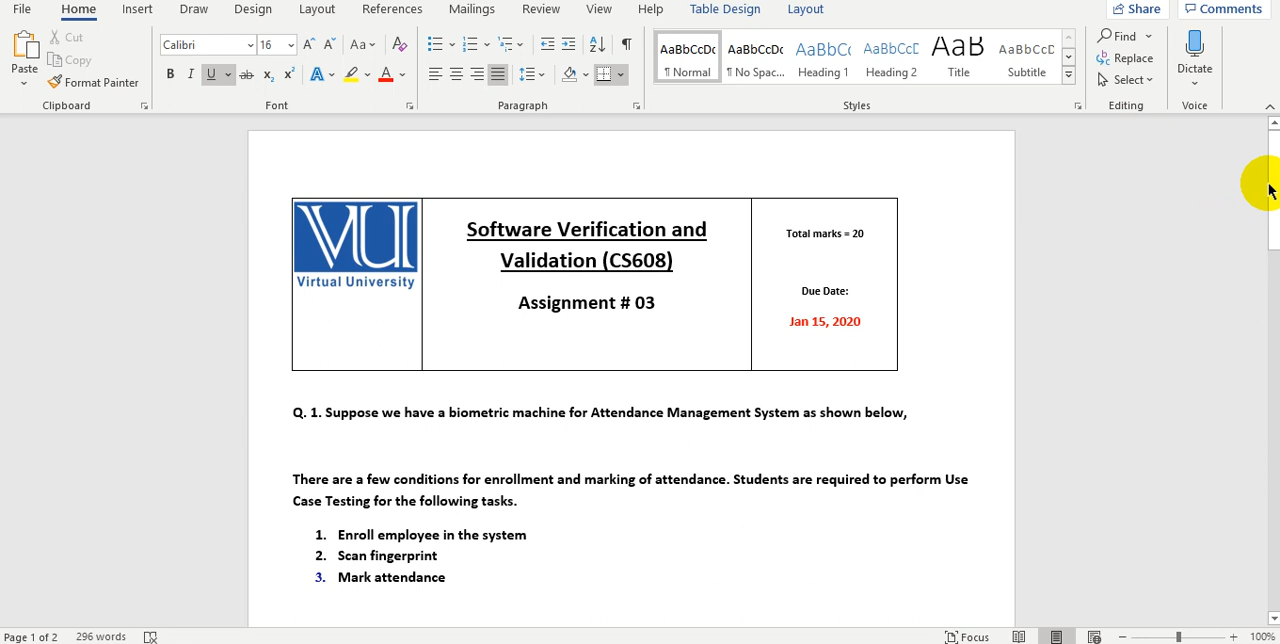 File Home Insert Draw Design Layout References Mailings Review View Help Table Design Layout Share Comments
Paste Cut Copy Format Painter Clipboard
Calibri 16 Aa B I U ab x₂ x² A A Font
Paragraph
AaBbCcDc AaBbCcDc AaBbCc AaBbCcD AaB AaBbCcD
¶ Normal ¶ No Spac... Heading 1 Heading 2 Title Subtitle Styles
Find Replace Select Editing
Dictate Voice
VU
Virtual University
Software Verification and
Validation (CS608)
Assignment # 03
Total marks = 20
Due Date:
Jan 15, 2020
Q. 1. Suppose we have a biometric machine for Attendance Management System as shown below,
There are a few conditions for enrollment and marking of attendance. Students are required to perform Use
Case Testing for the following tasks.
1. Enroll employee in the system
2. Scan fingerprint
3. Mark attendance
Page 1 of 2 296 words Focus 100%